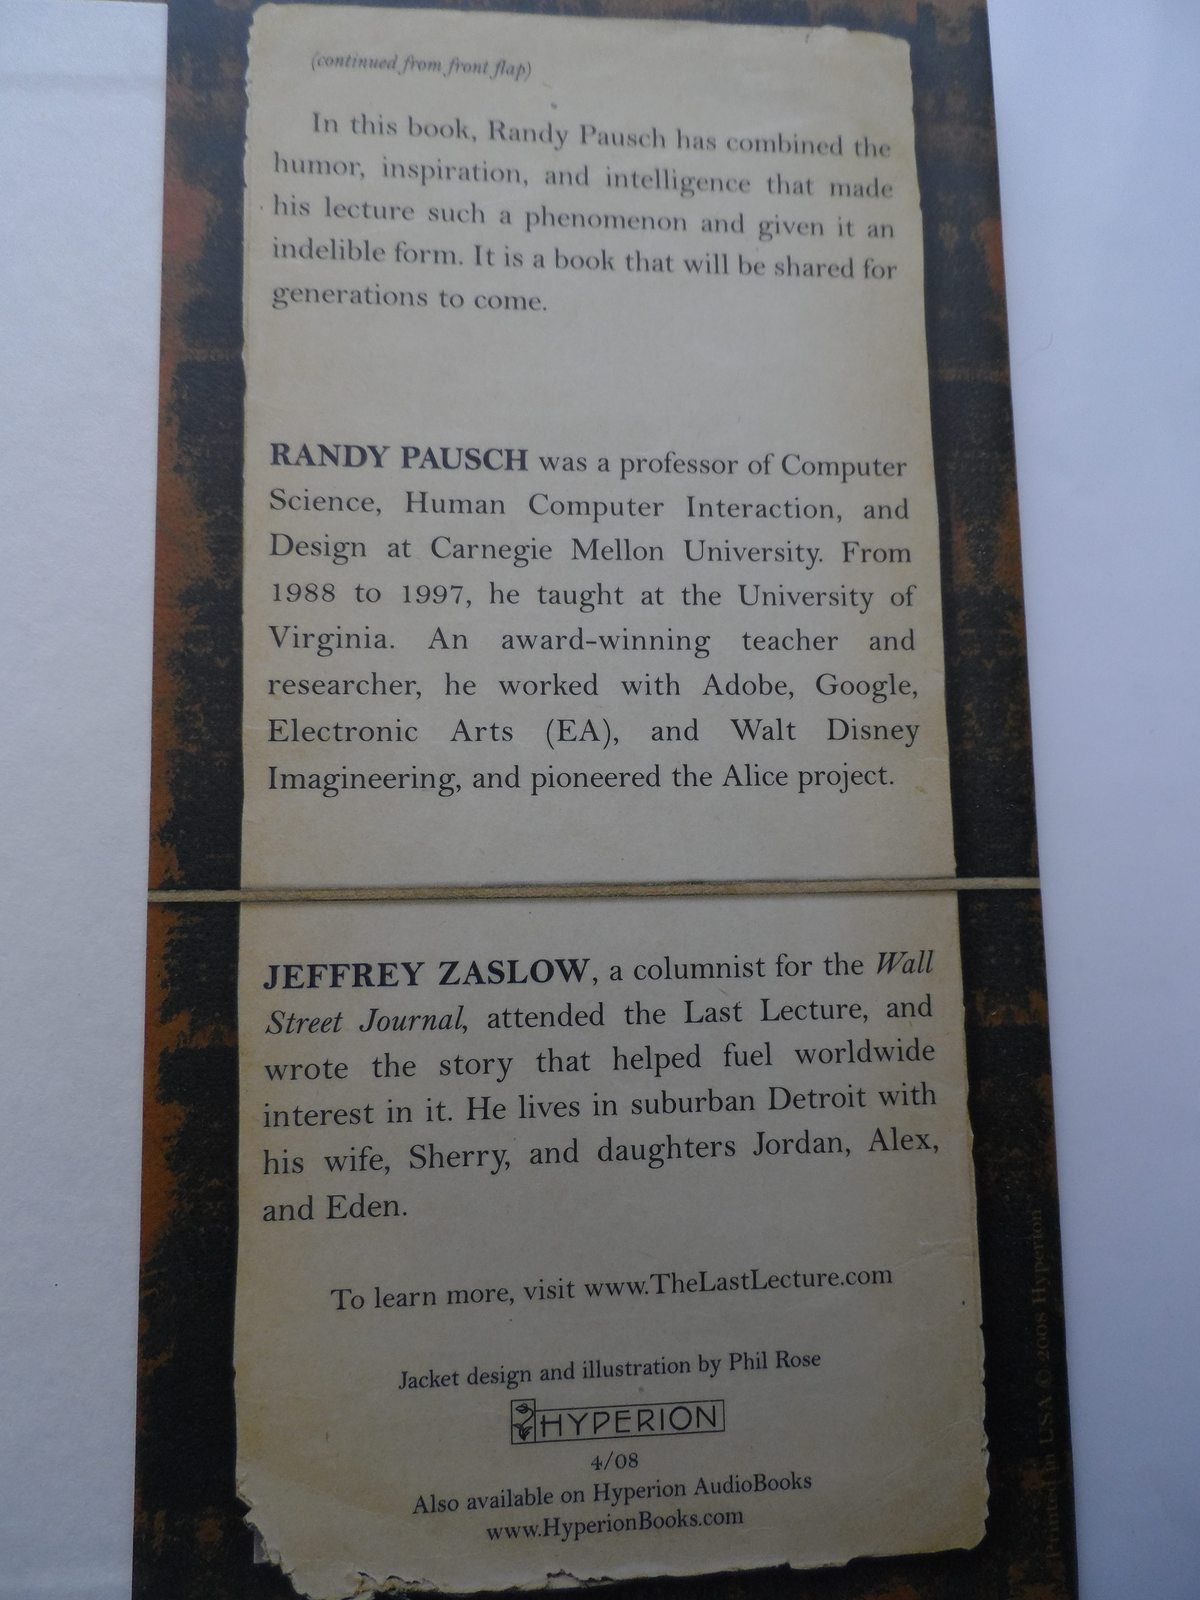 (continued from front flap)
In this book, Randy Pausch has combined the
humor, inspiration, and intelligence that made
his lecture such a phenomenon and given it an
indelible form. It is a book that will be shared for
generations to come.
RANDY PAUSCH was a professor of Computer
Science, Human Computer Interaction, and
Design at Carnegie Mellon University. From
1988 to 1997, he taught at the University of
Virginia. An award-winning teacher and
researcher, he worked with Adobe, Google,
Electronic Arts (EA), and Walt Disney
Imagineering, and pioneered the Alice project.
JEFFREY ZASLOW, a columnist for the Wall
Street Journal, attended the Last Lecture, and
wrote the story that helped fuel worldwide
interest in it. He lives in suburban Detroit with
his wife, Sherry, and daughters Jordan, Alex,
and Eden.
To learn more, visit www.TheLastLecture.com
Jacket design and illustration by Phil Rose
HYPERION
4/08
Also available on Hyperion AudioBooks
www.HyperionBooks.com
Printed in USA © 2008 Hyperion